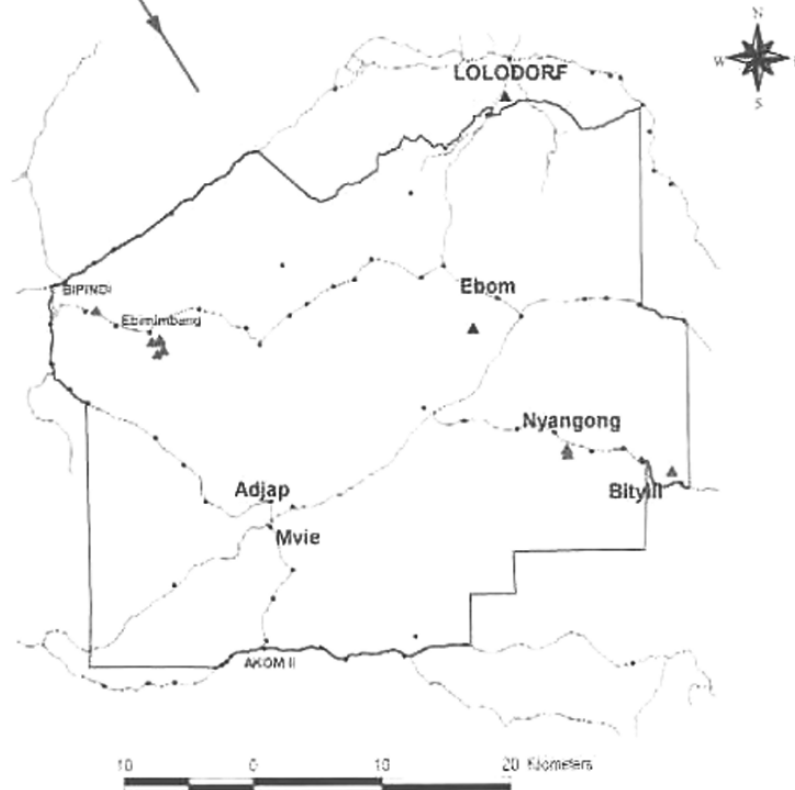 N
W
S
LOLODORF
BIPINDI
Ebimimbang
Ebom
Nyangong
Bityili
Adjap
Mvie
AKOM II
10 0 10 20 Kilometers